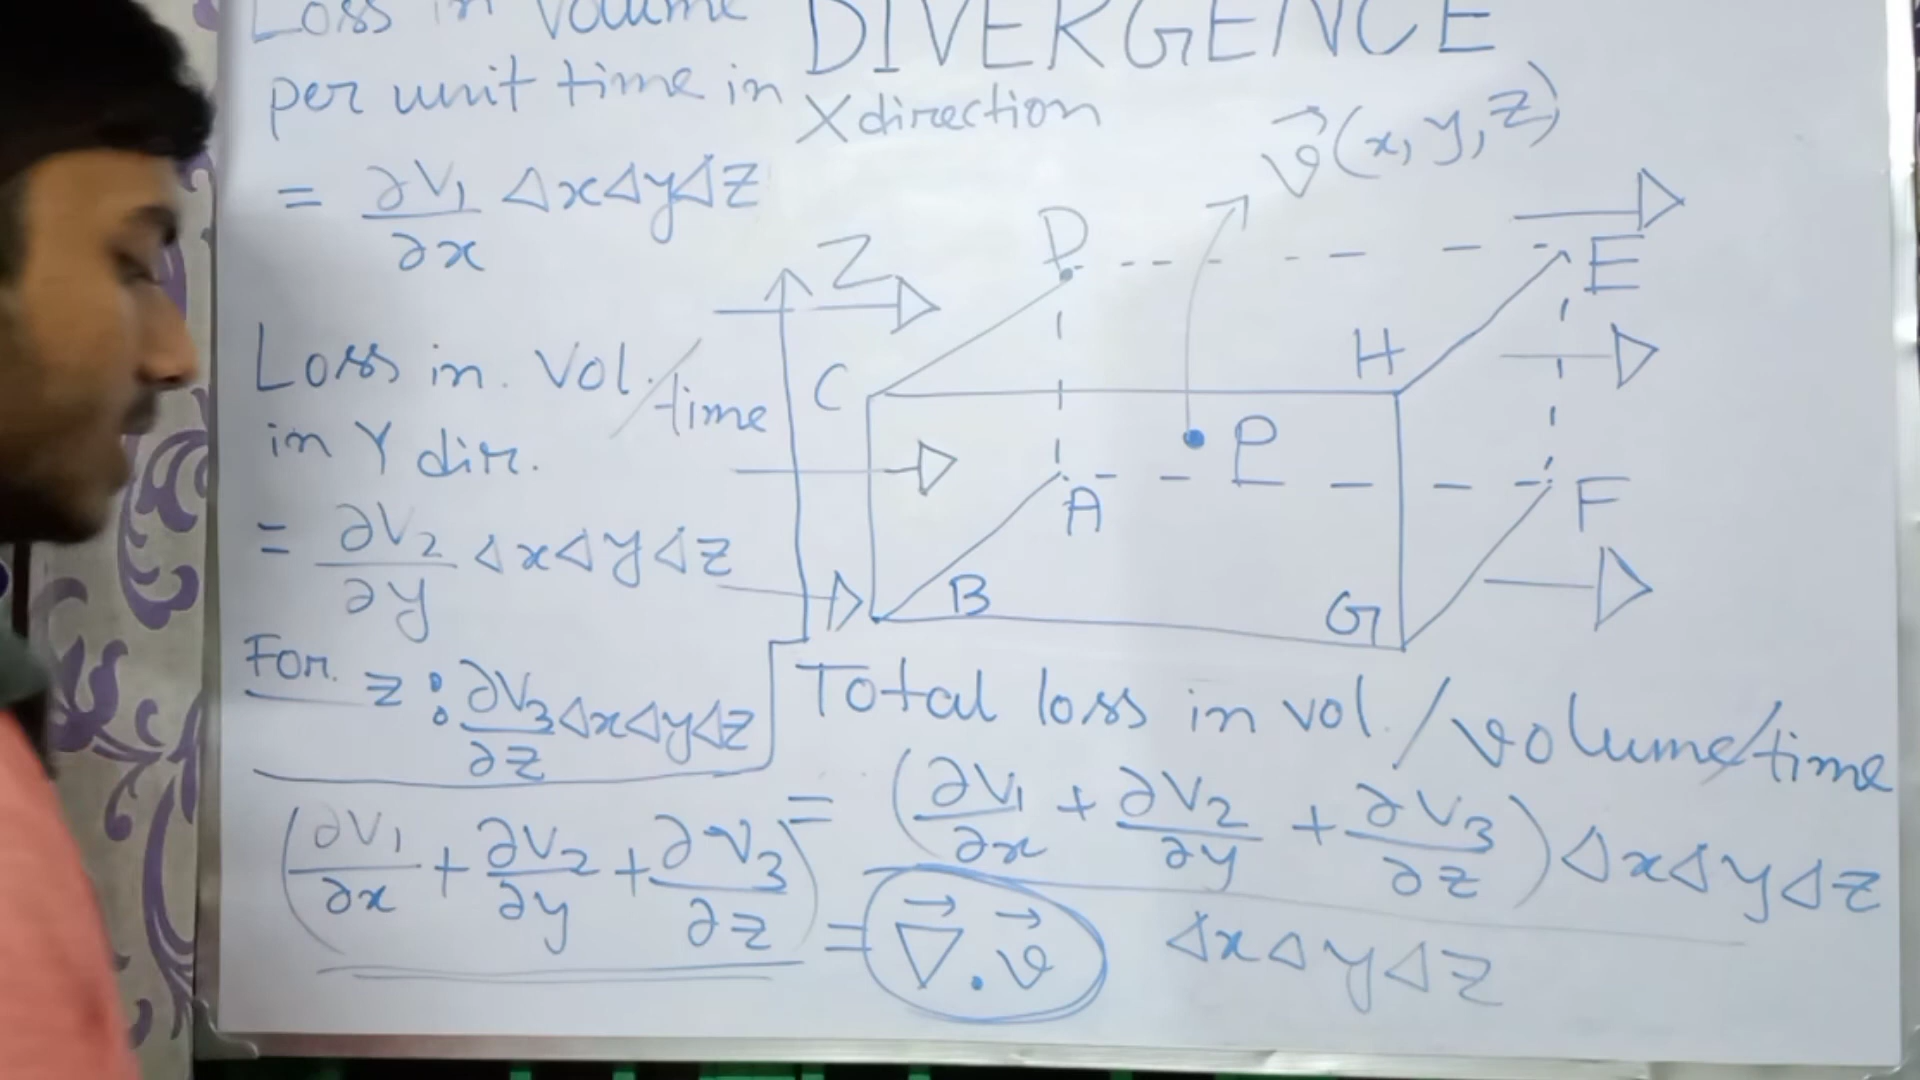 DIVERGENCE
Loss in volume
per unit time in
X direction
= ∂V₁/∂x ΔxΔyΔz
Loss in. Vol./time
in Y dir.
= ∂V₂/∂y ΔxΔyΔz
For. z: ∂V₃/∂z ΔxΔyΔz
v⃗(x, y, z)
Z
D
E
C
H
P
A
F
B
G
Total loss in vol./volume/time
= (∂V₁/∂x + ∂V₂/∂y + ∂V₃/∂z) ΔxΔyΔz
ΔxΔyΔz
(∂V₁/∂x + ∂V₂/∂y + ∂V₃/∂z)
= ∇⃗.v⃗